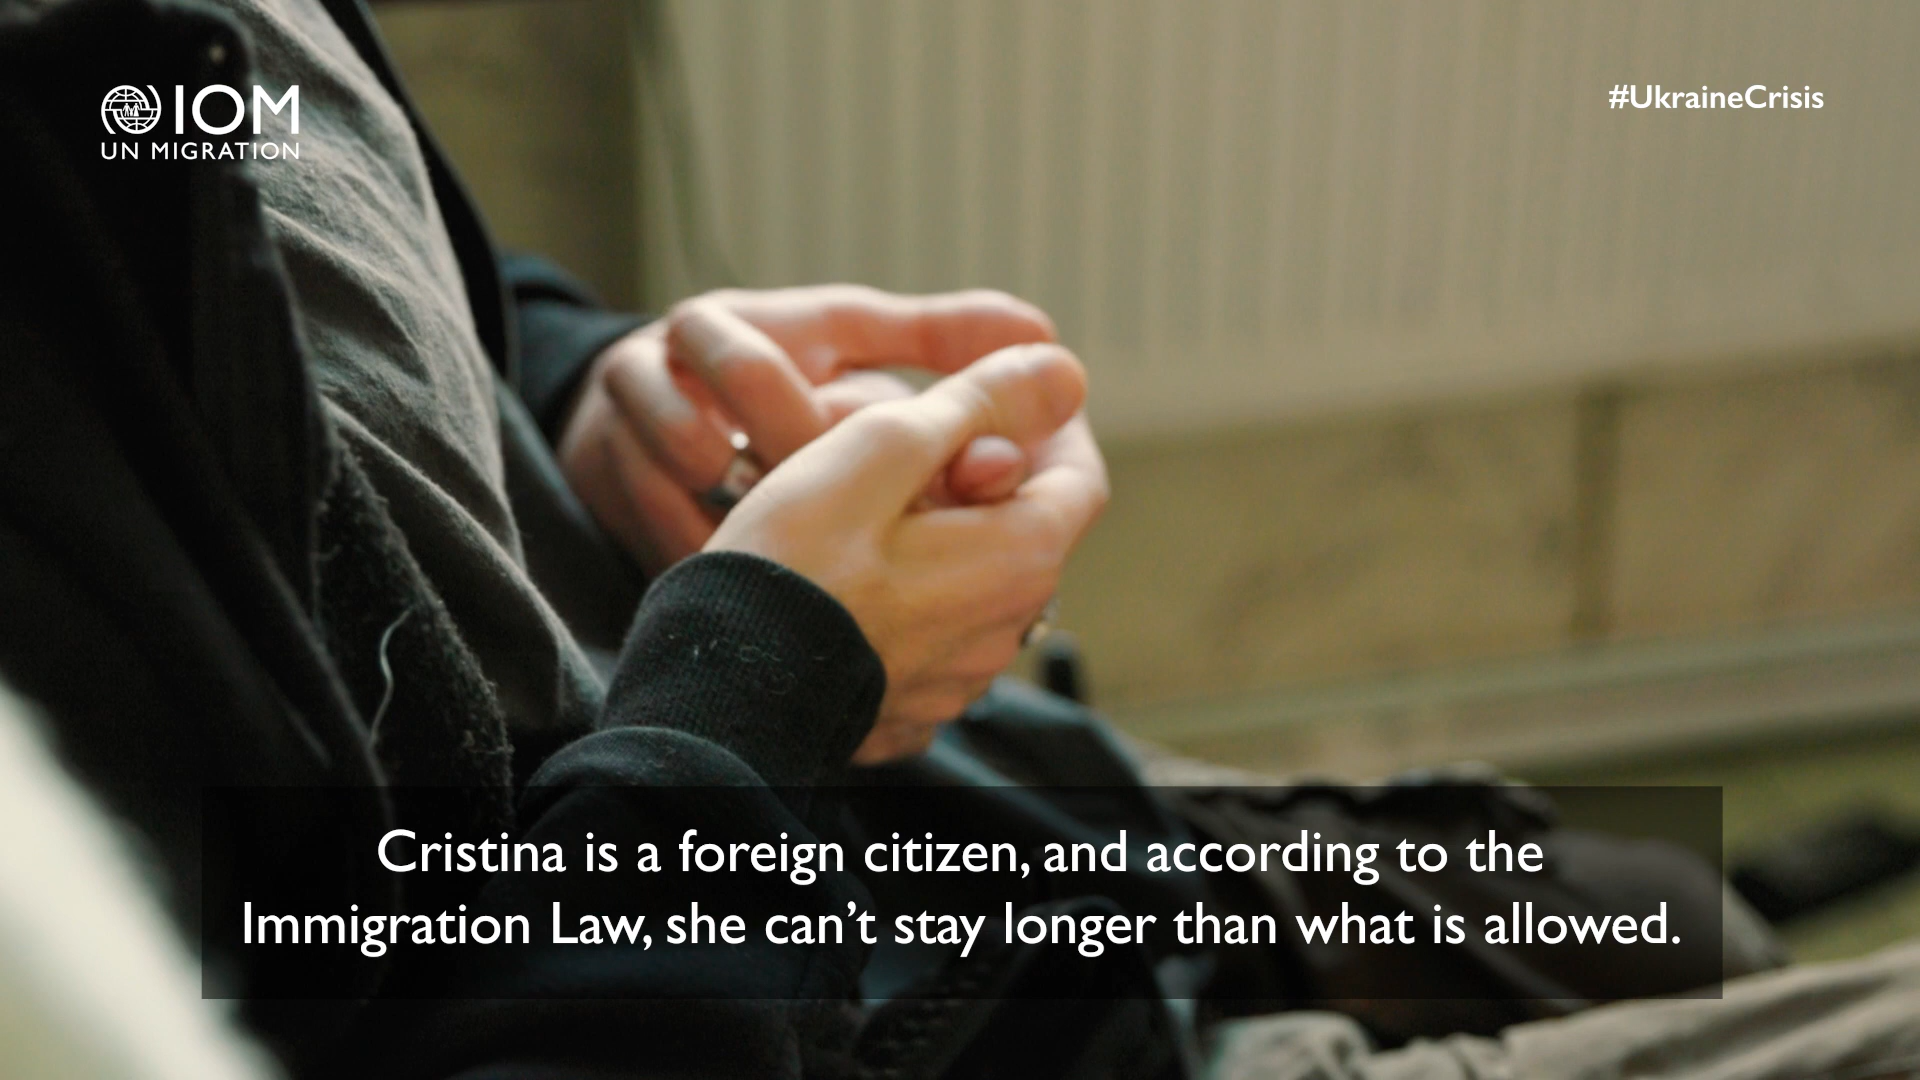 IOM
UN MIGRATION
#UkraineCrisis
Cristina is a foreign citizen, and according to the
Immigration Law, she can’t stay longer than what is allowed.